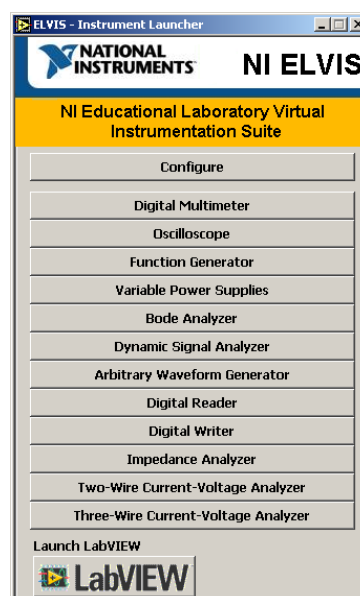 ELVIS - Instrument Launcher
NATIONAL
INSTRUMENTS
NI ELVIS
NI Educational Laboratory Virtual
Instrumentation Suite
Configure
Digital Multimeter
Oscilloscope
Function Generator
Variable Power Supplies
Bode Analyzer
Dynamic Signal Analyzer
Arbitrary Waveform Generator
Digital Reader
Digital Writer
Impedance Analyzer
Two-Wire Current-Voltage Analyzer
Three-Wire Current-Voltage Analyzer
Launch LabVIEW
LabVIEW